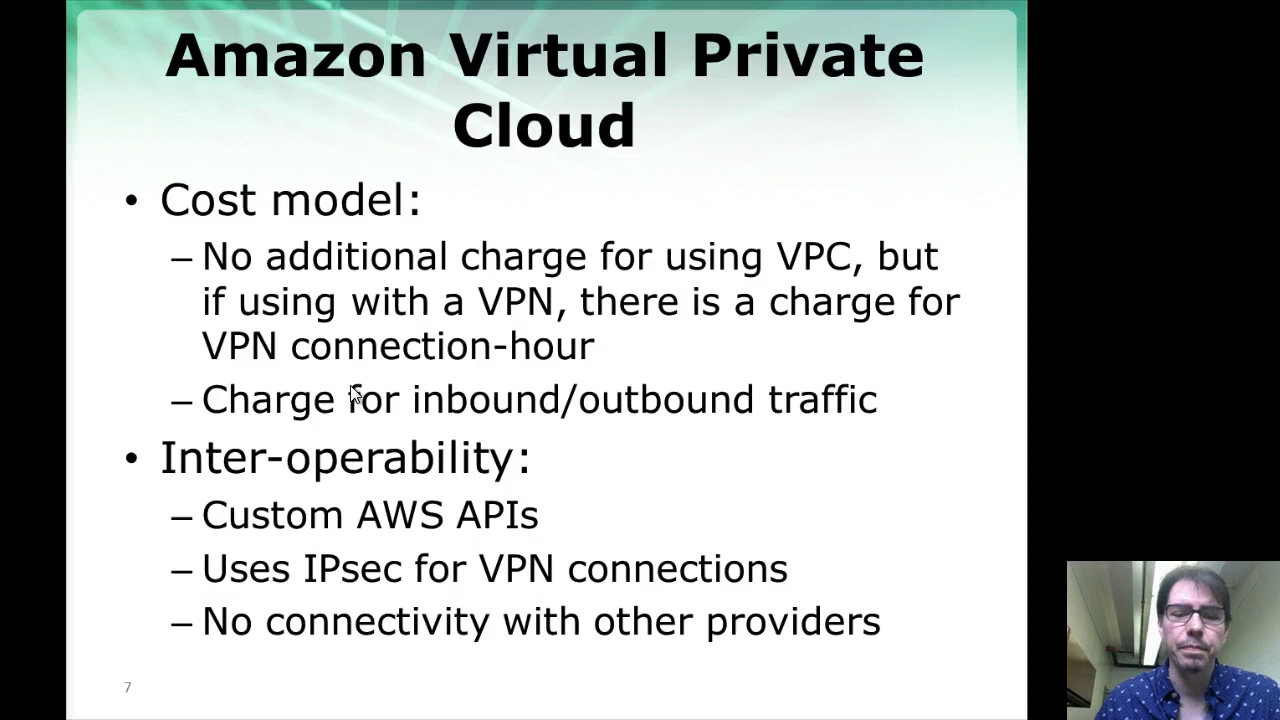 Amazon Virtual Private
Cloud
• Cost model:
– No additional charge for using VPC, but
if using with a VPN, there is a charge for
VPN connection-hour
– Charge for inbound/outbound traffic
• Inter-operability:
– Custom AWS APIs
– Uses IPsec for VPN connections
– No connectivity with other providers
7